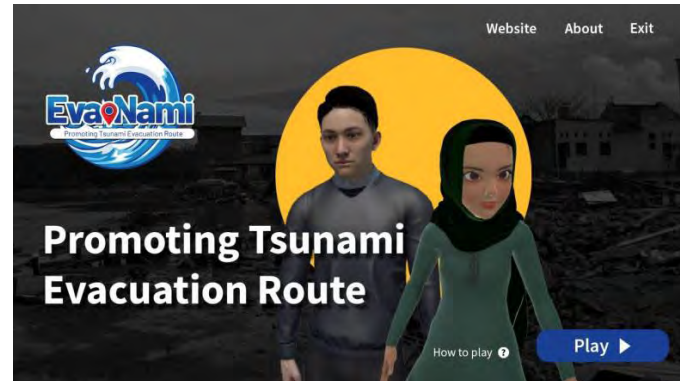 Website About Exit
EvaNami
Promoting Tsunami Evacuation Route
Promoting Tsunami
Evacuation Route
How to play ?
Play